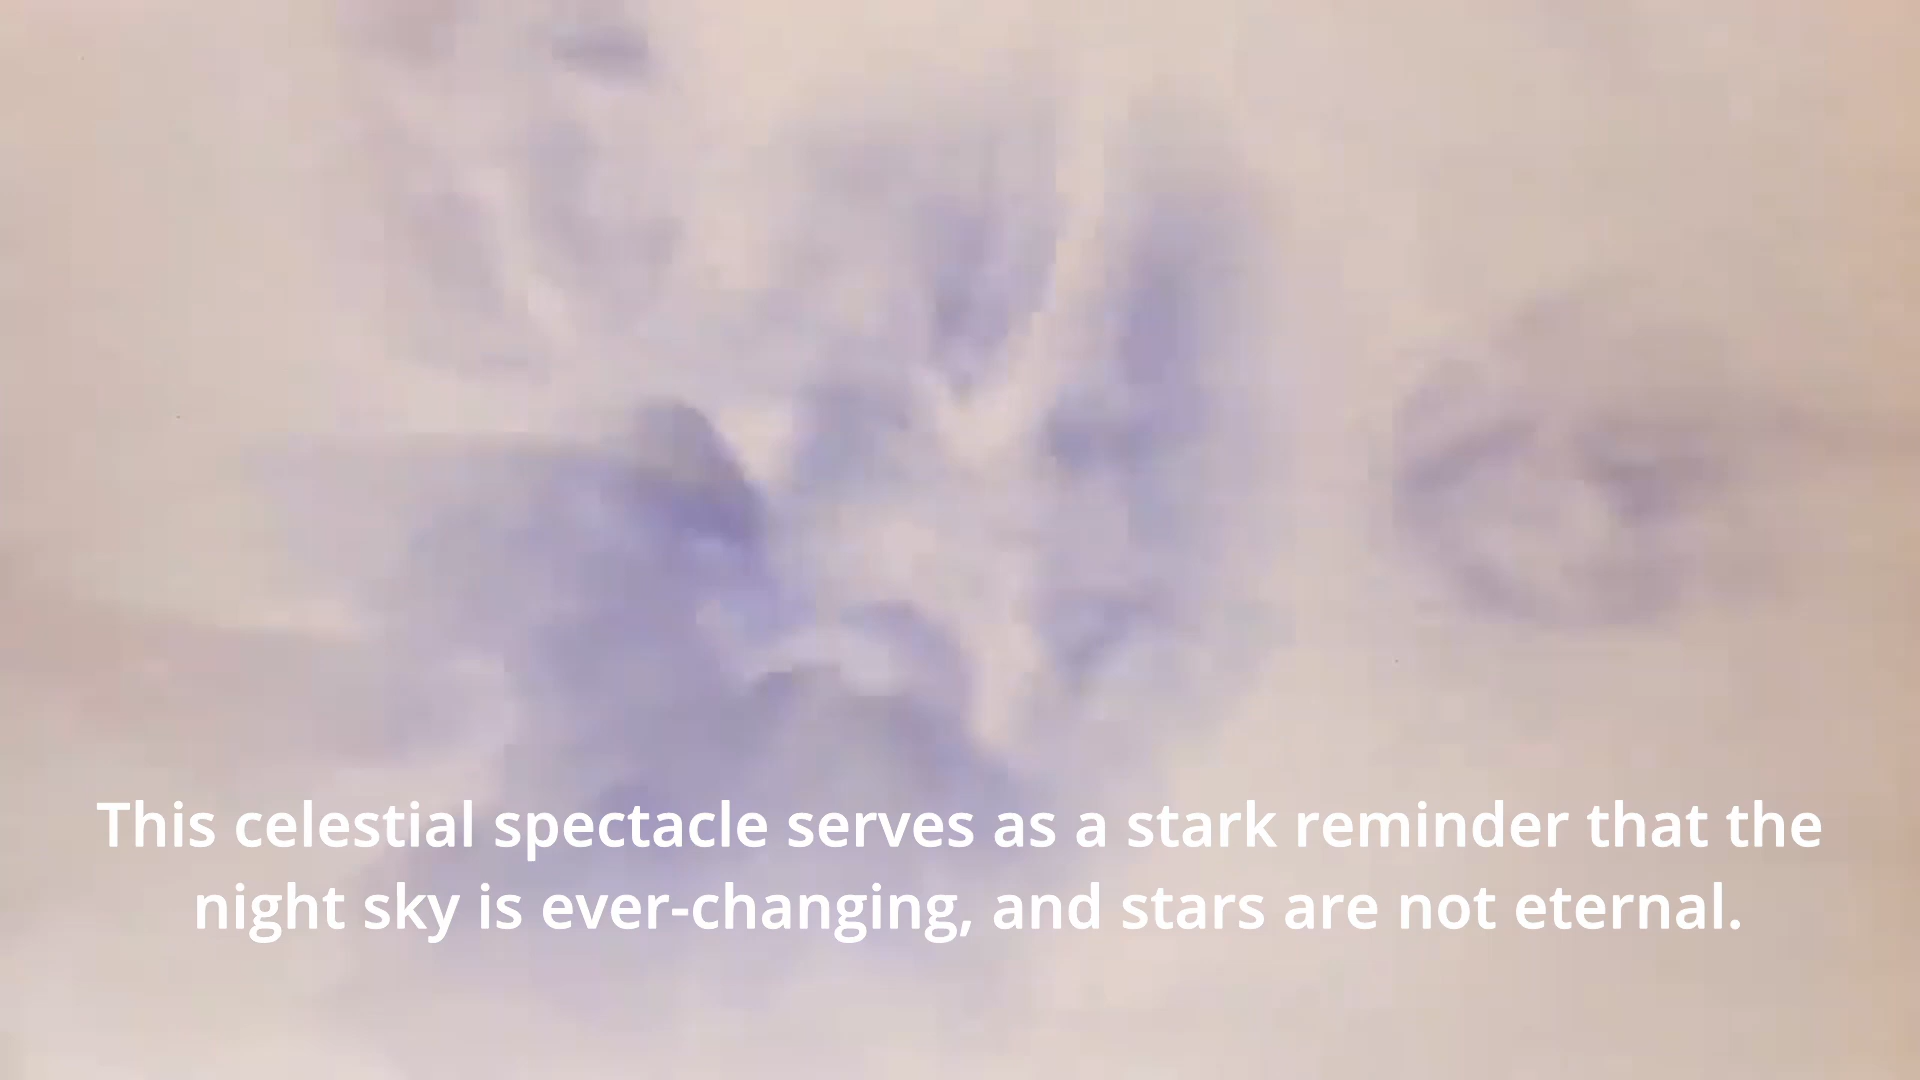 This celestial spectacle serves as a stark reminder that the
night sky is ever-changing, and stars are not eternal.